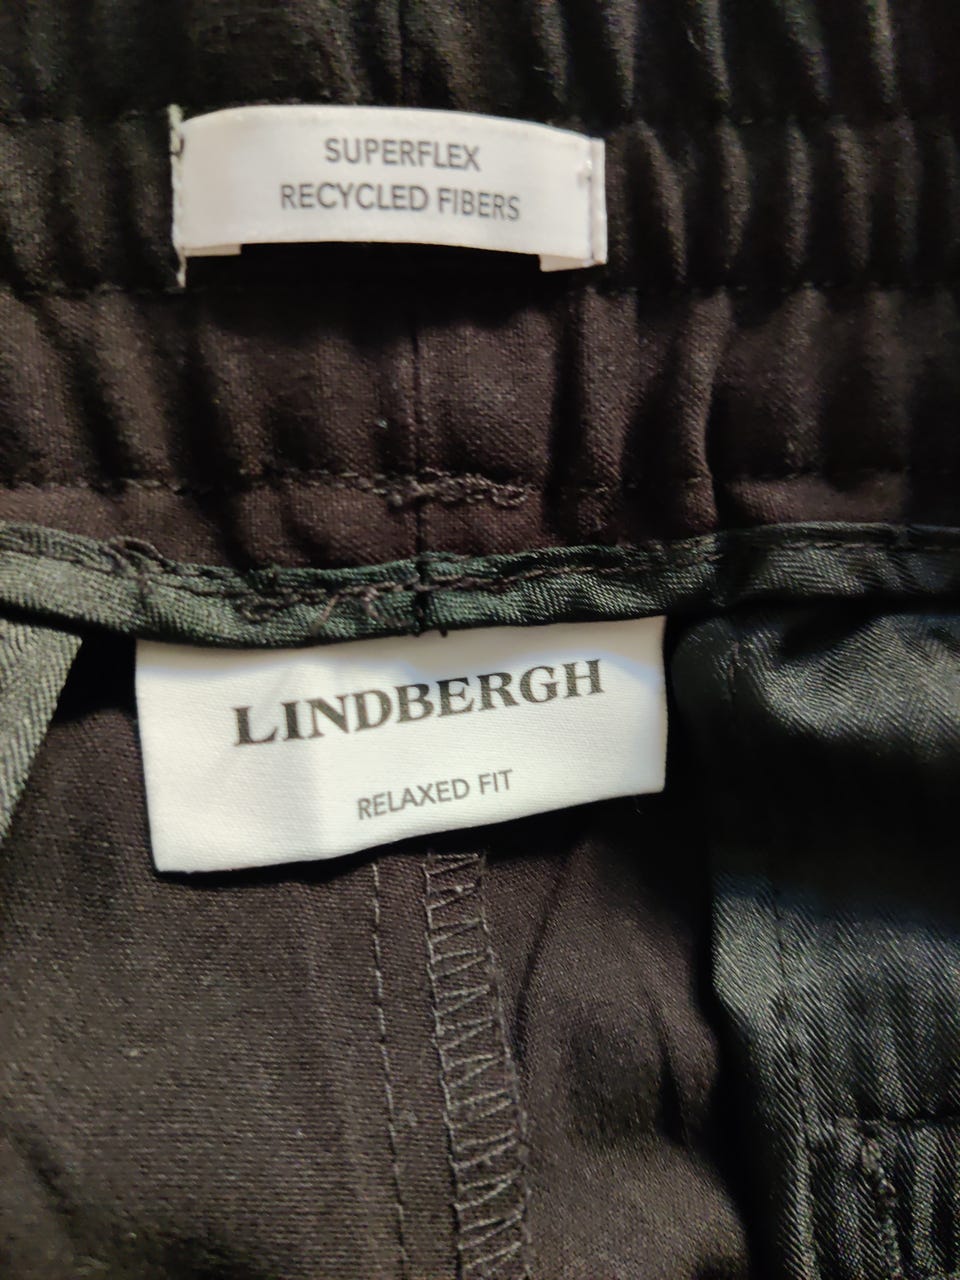 SUPERFLEX
RECYCLED FIBERS
LINDBERGH
RELAXED FIT